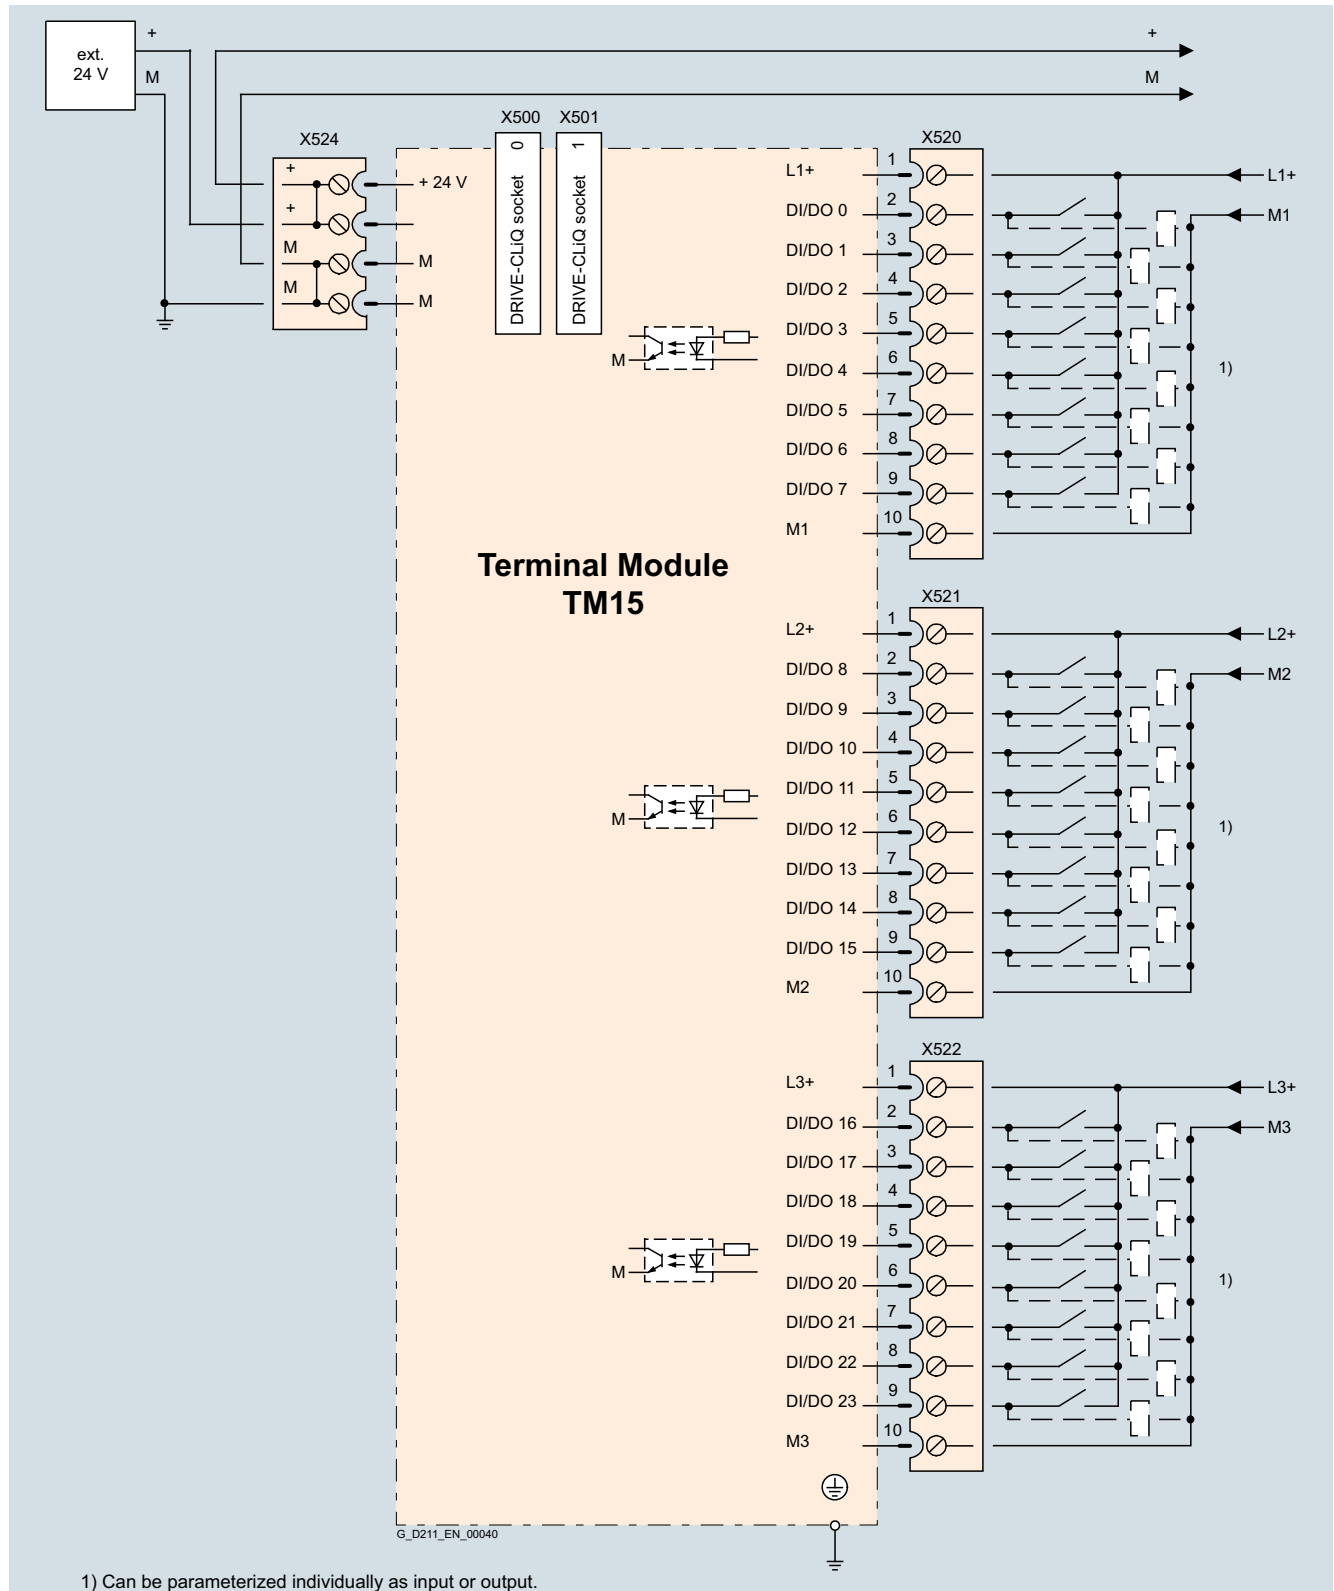 ext.
24 V
+
M
+
M
X524
+
+
M
M
+ 24 V
M
M
X500
X501
DRIVE-CLiQ socket 0
DRIVE-CLiQ socket 1
Terminal Module
TM15
X520
L1+ 1
DI/DO 0 2
DI/DO 1 3
DI/DO 2 4
DI/DO 3 5
DI/DO 4 6
DI/DO 5 7
DI/DO 6 8
DI/DO 7 9
M1 10
M
L1+
M1
1)
X521
L2+ 1
DI/DO 8 2
DI/DO 9 3
DI/DO 10 4
DI/DO 11 5
DI/DO 12 6
DI/DO 13 7
DI/DO 14 8
DI/DO 15 9
M2 10
M
L2+
M2
1)
X522
L3+ 1
DI/DO 16 2
DI/DO 17 3
DI/DO 18 4
DI/DO 19 5
DI/DO 20 6
DI/DO 21 7
DI/DO 22 8
DI/DO 23 9
M3 10
M
L3+
M3
1)
G_D211_EN_00040
1) Can be parameterized individually as input or output.